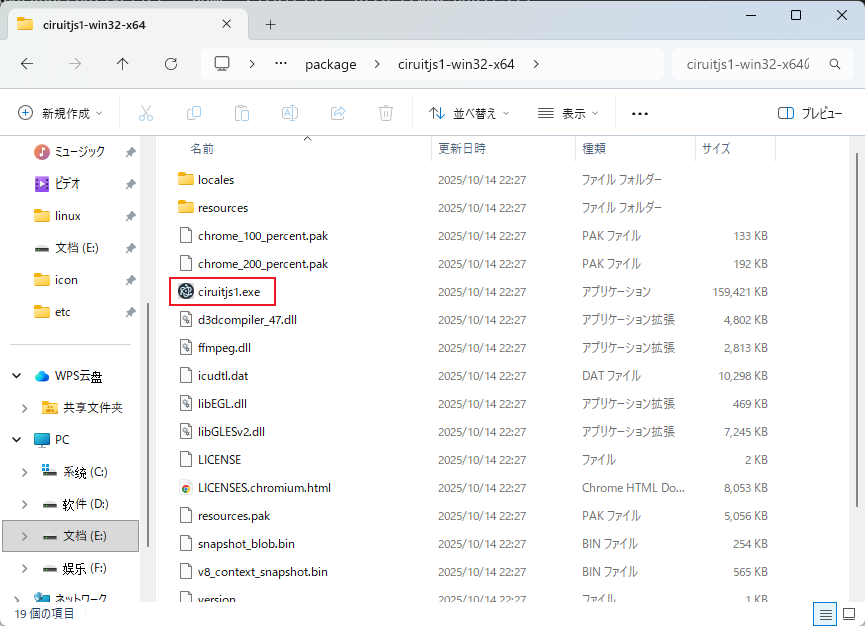 ciruitjs1-win32-x64
package
ciruitjs1-win32-x64
ciruitjs1-win32-x64の
新規作成
並べ替え
表示
プレビュー
ミュージック
ビデオ
linux
文档 (E:)
icon
etc
WPS云盘
共享文件夹
PC
系统 (C:)
软件 (D:)
文档 (E:)
娱乐 (F:)
ネットワーク
名前 更新日時 種類 サイズ
locales 2025/10/14 22:27 ファイル フォルダー
resources 2025/10/14 22:27 ファイル フォルダー
chrome_100_percent.pak 2025/10/14 22:27 PAK ファイル 133 KB
chrome_200_percent.pak 2025/10/14 22:27 PAK ファイル 192 KB
ciruitjs1.exe 2025/10/14 22:27 アプリケーション 159,421 KB
d3dcompiler_47.dll 2025/10/14 22:27 アプリケーション拡張 4,802 KB
ffmpeg.dll 2025/10/14 22:27 アプリケーション拡張 2,813 KB
icudtl.dat 2025/10/14 22:27 DAT ファイル 10,298 KB
libEGL.dll 2025/10/14 22:27 アプリケーション拡張 469 KB
libGLESv2.dll 2025/10/14 22:27 アプリケーション拡張 7,245 KB
LICENSE 2025/10/14 22:27 ファイル 2 KB
LICENSES.chromium.html 2025/10/14 22:27 Chrome HTML Do... 8,053 KB
resources.pak 2025/10/14 22:27 PAK ファイル 5,056 KB
snapshot_blob.bin 2025/10/14 22:27 BIN ファイル 254 KB
v8_context_snapshot.bin 2025/10/14 22:27 BIN ファイル 565 KB
version 2025/10/14 22:27 ファイル 1 KB
19 個の項目